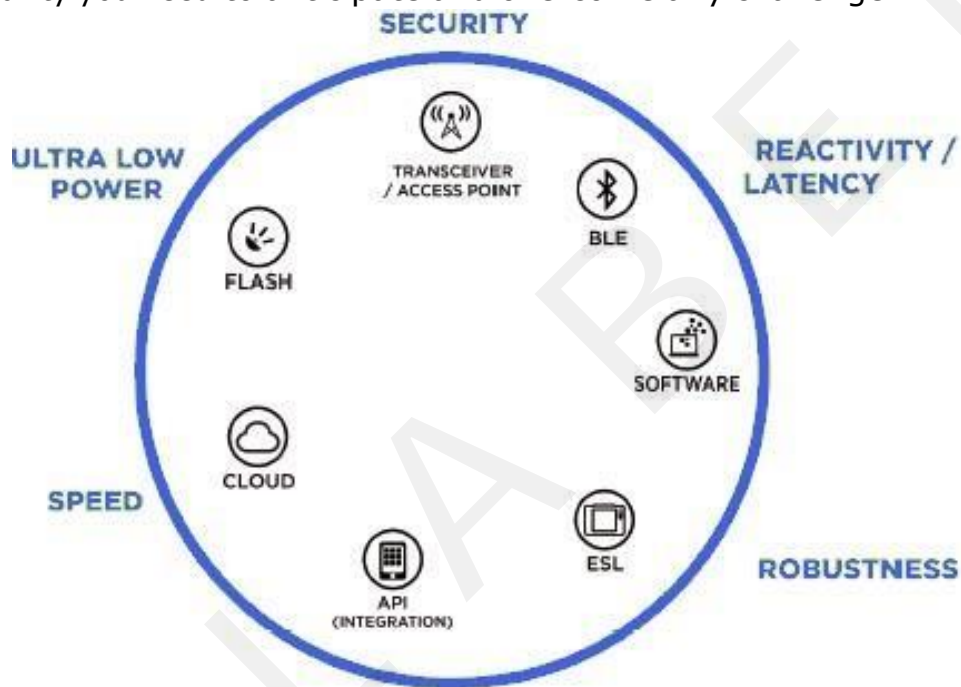 SECURITY
ULTRA LOW
POWER
REACTIVITY /
LATENCY
TRANSCEIVER
/ ACCESS POINT
BLE
FLASH
SOFTWARE
CLOUD
SPEED
ESL
ROBUSTNESS
API
(INTEGRATION)